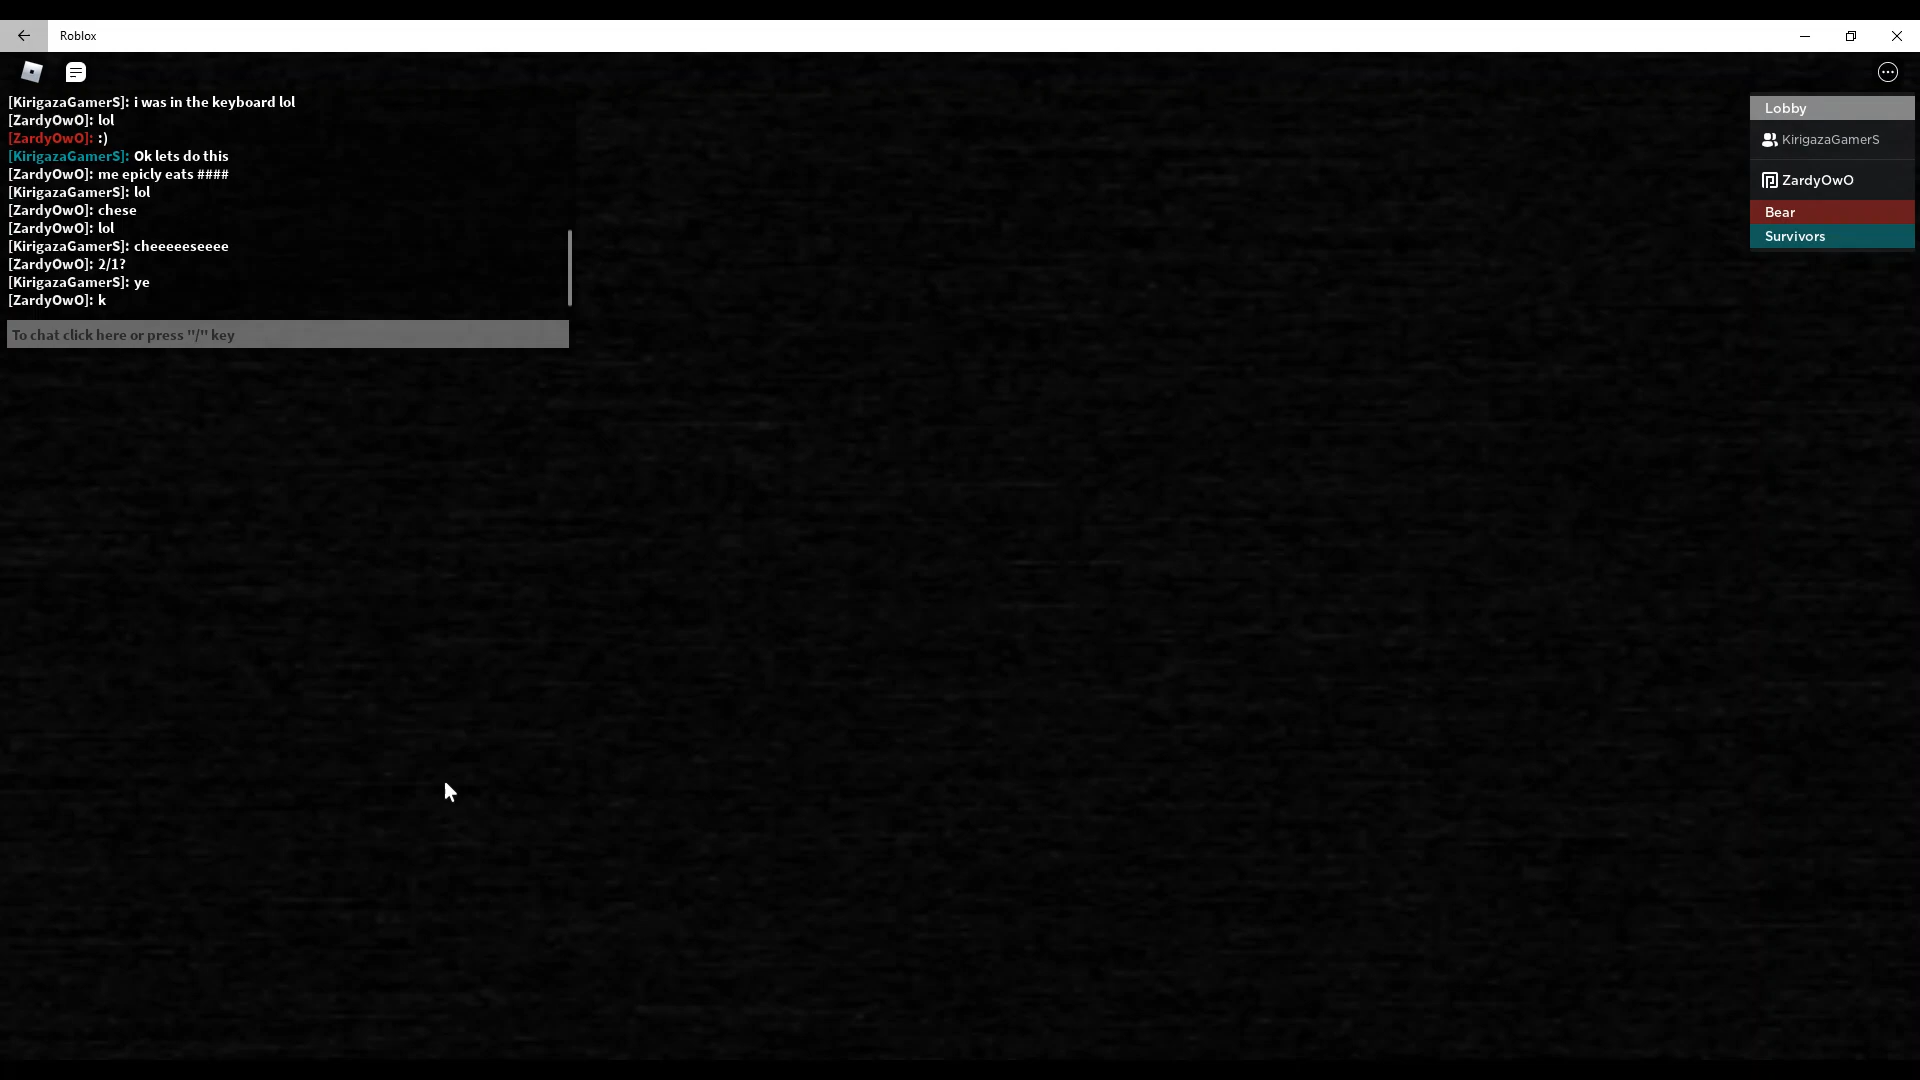 Roblox
[KirigazaGamerS]: i was in the keyboard lol
[ZardyOwO]: lol
[ZardyOwO]: :)
[KirigazaGamerS]: Ok lets do this
[ZardyOwO]: me epicly eats ####
[KirigazaGamerS]: lol
[ZardyOwO]: chese
[ZardyOwO]: lol
[KirigazaGamerS]: cheeeeeseeee
[ZardyOwO]: 2/1?
[KirigazaGamerS]: ye
[ZardyOwO]: k
To chat click here or press "/" key
Lobby
KirigazaGamerS
ZardyOwO
Bear
Survivors